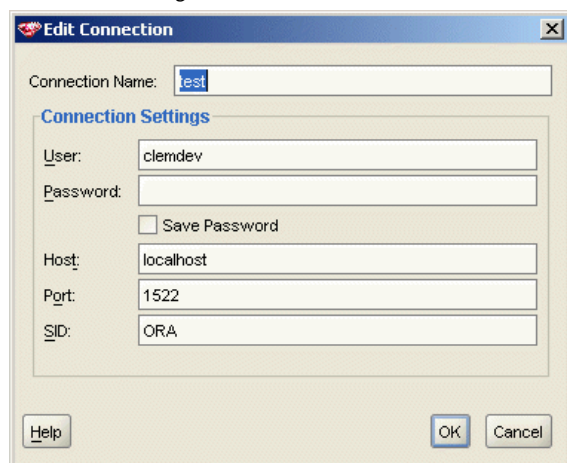 Edit Connection
Connection Name: test
Connection Settings
User: clemdev
Password:
Save Password
Host: localhost
Port: 1522
SID: ORA
Help OK Cancel